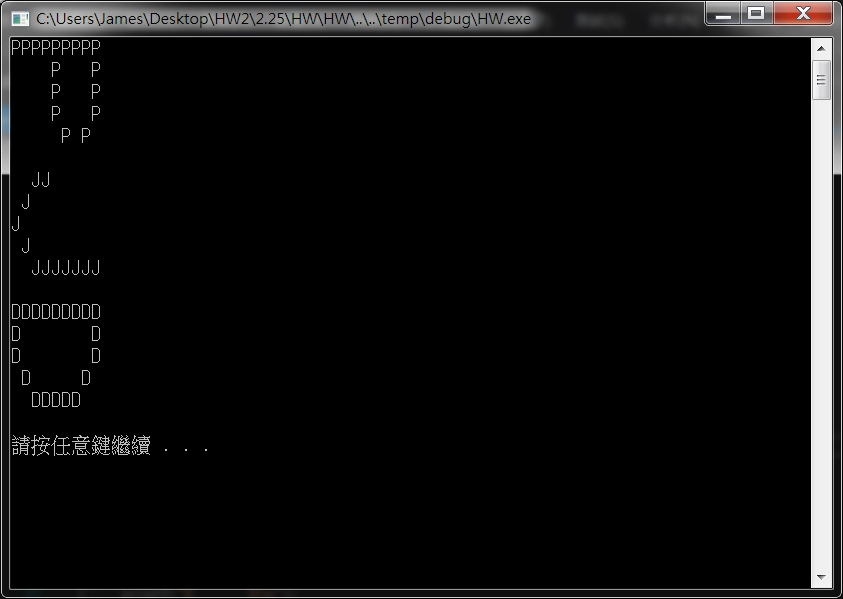 C:\Users\James\Desktop\HW2\2.25\HW\HW\..\..\temp\debug\HW.exe
PPPPPPPPP
    P   P
    P   P
    P   P
     P P
  JJ
 J
J
 J
  JJJJJJJ
DDDDDDDDD
D       D
D       D
 D     D
  DDDDD
請按任意鍵繼續 . . .